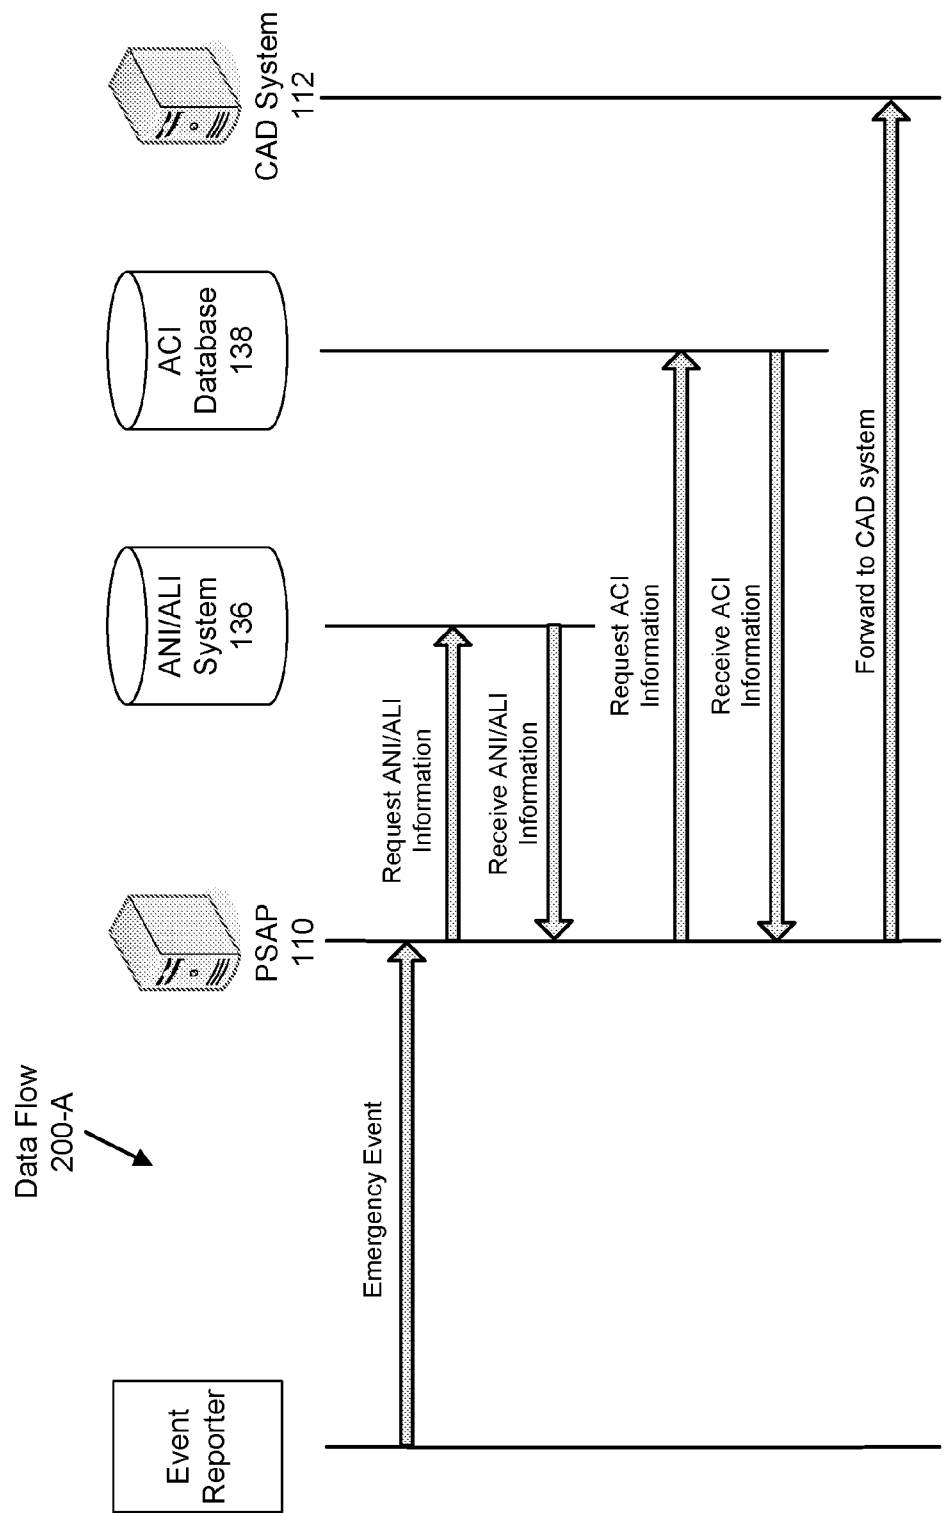 Data Flow
200-A
Event
Reporter
PSAP
110
ANI/ALI
System
136
ACI
Database
138
CAD System
112
Emergency Event
Request ANI/ALI
Information
Receive ANI/ALI
Information
Request ACI
Information
Receive ACI
Information
Forward to CAD system